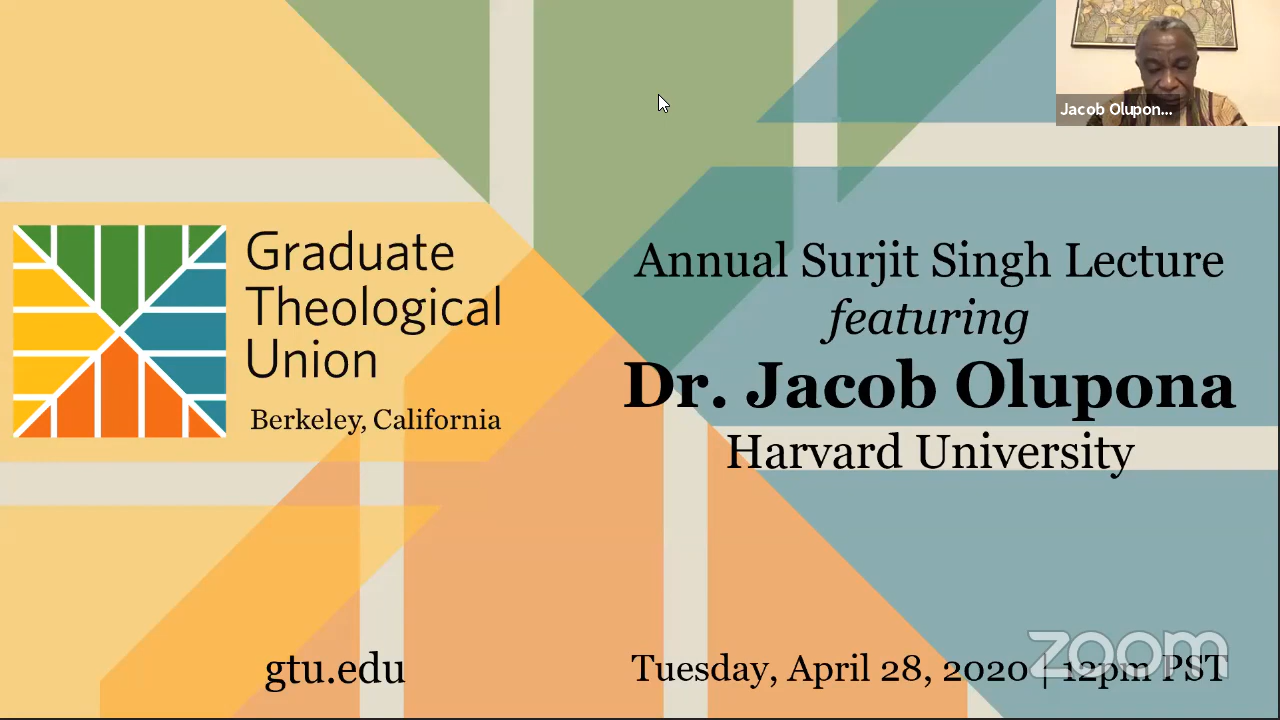 Jacob Olupon...
Graduate
Theological
Union
Berkeley, California
Annual Surjit Singh Lecture
featuring
Dr. Jacob Olupona
Harvard University
gtu.edu
Tuesday, April 28, 2020 | 12pm PST
zoom